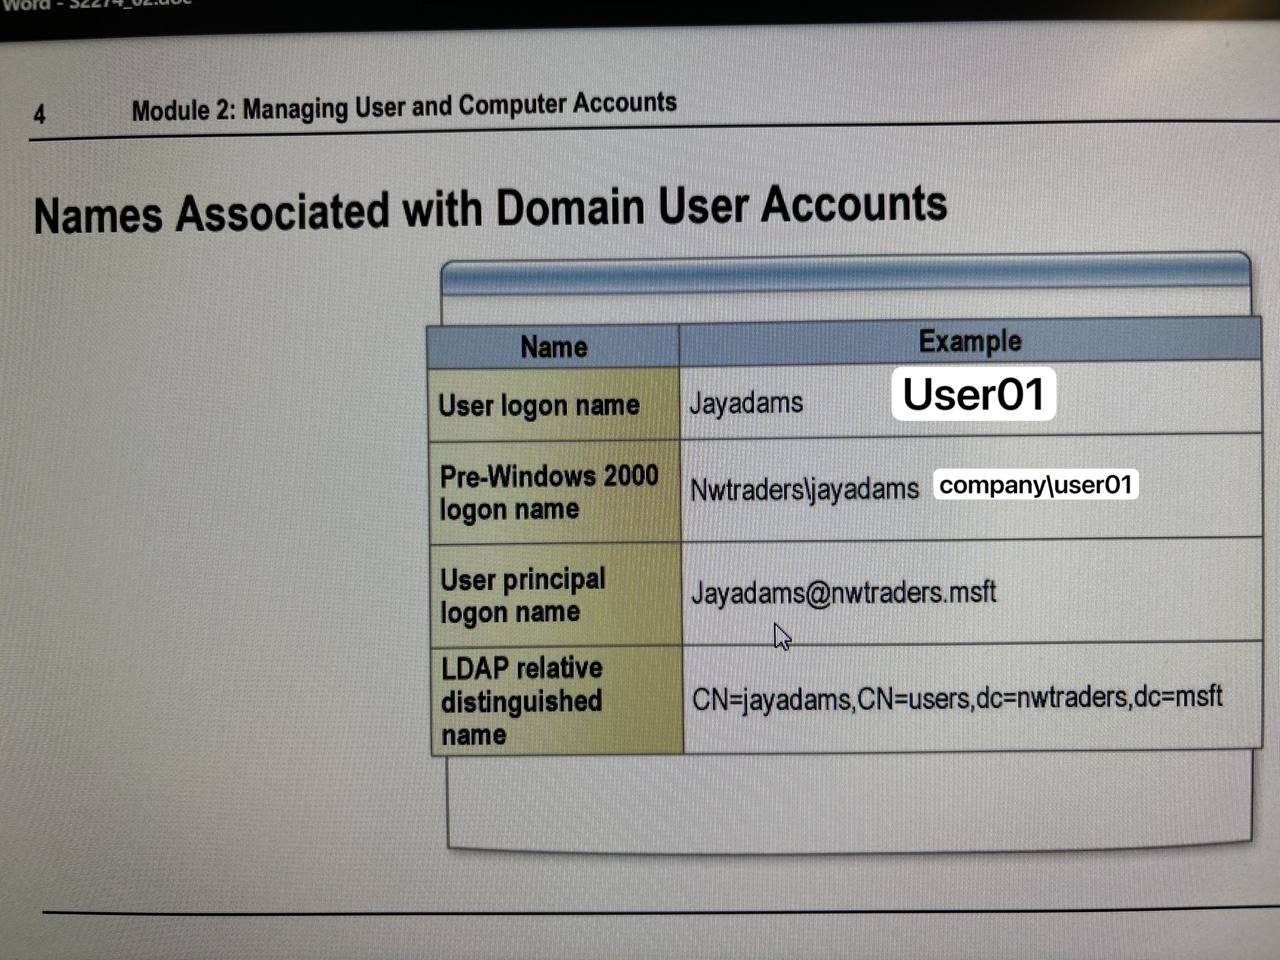 Word - S2274_02.doc
4 Module 2: Managing User and Computer Accounts
Names Associated with Domain User Accounts
Name Example
User logon name Jayadams User01
Pre-Windows 2000
logon name
Nwtraders\jayadams company\user01
User principal
logon name
Jayadams@nwtraders.msft
LDAP relative
distinguished
name
CN=jayadams,CN=users,dc=nwtraders,dc=msft